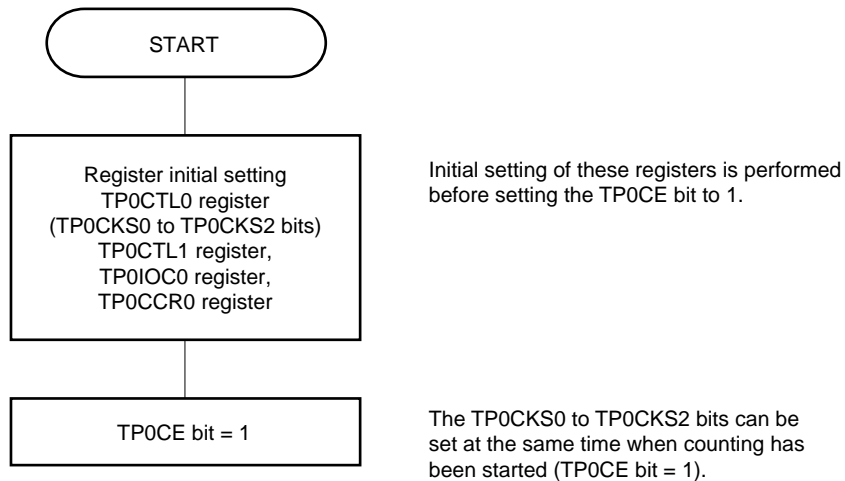 START
Register initial setting
TP0CTL0 register
(TP0CKS0 to TP0CKS2 bits)
TP0CTL1 register,
TP0IOC0 register,
TP0CCR0 register
Initial setting of these registers is performed
before setting the TP0CE bit to 1.
TP0CE bit = 1
The TP0CKS0 to TP0CKS2 bits can be
set at the same time when counting has
been started (TP0CE bit = 1).